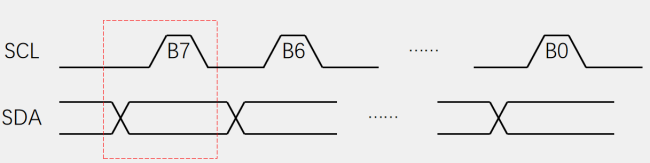 SCL B7 B6 …… B0
SDA ……